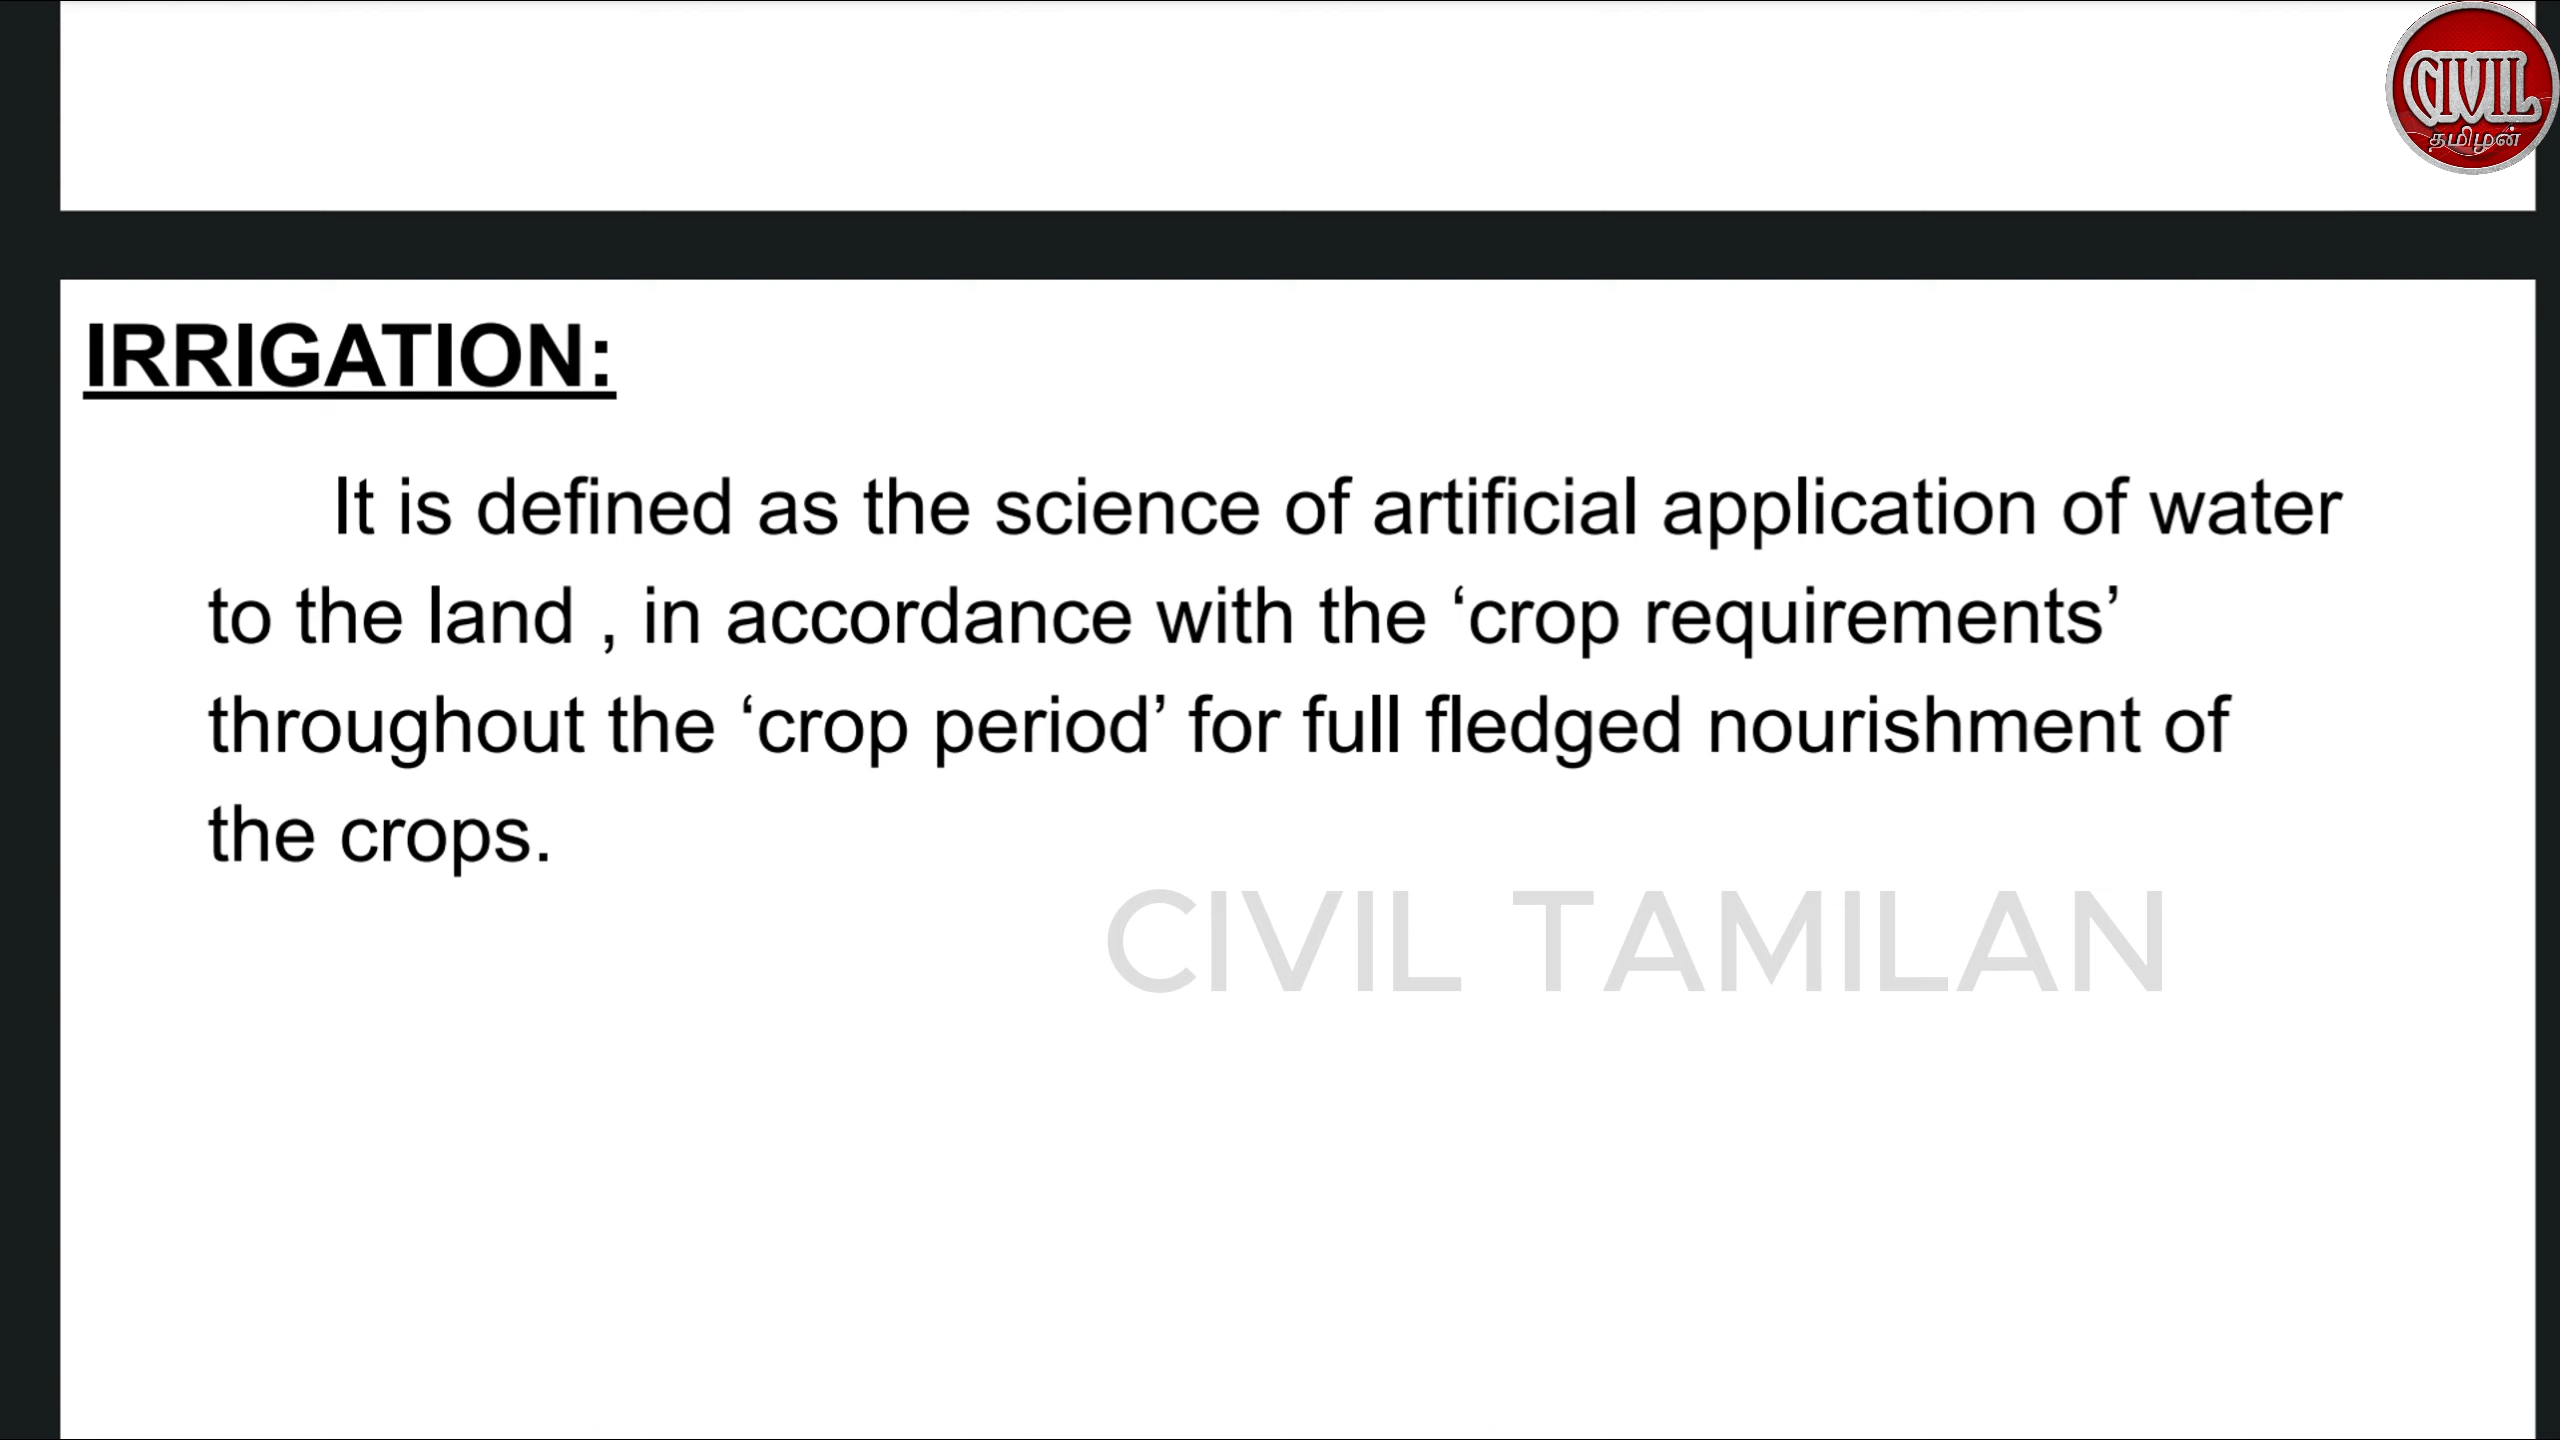 CIVIL
தமிழன்
IRRIGATION:
It is defined as the science of artificial application of water
to the land , in accordance with the ‘crop requirements’
throughout the ‘crop period’ for full fledged nourishment of
the crops.
CIVIL TAMILAN